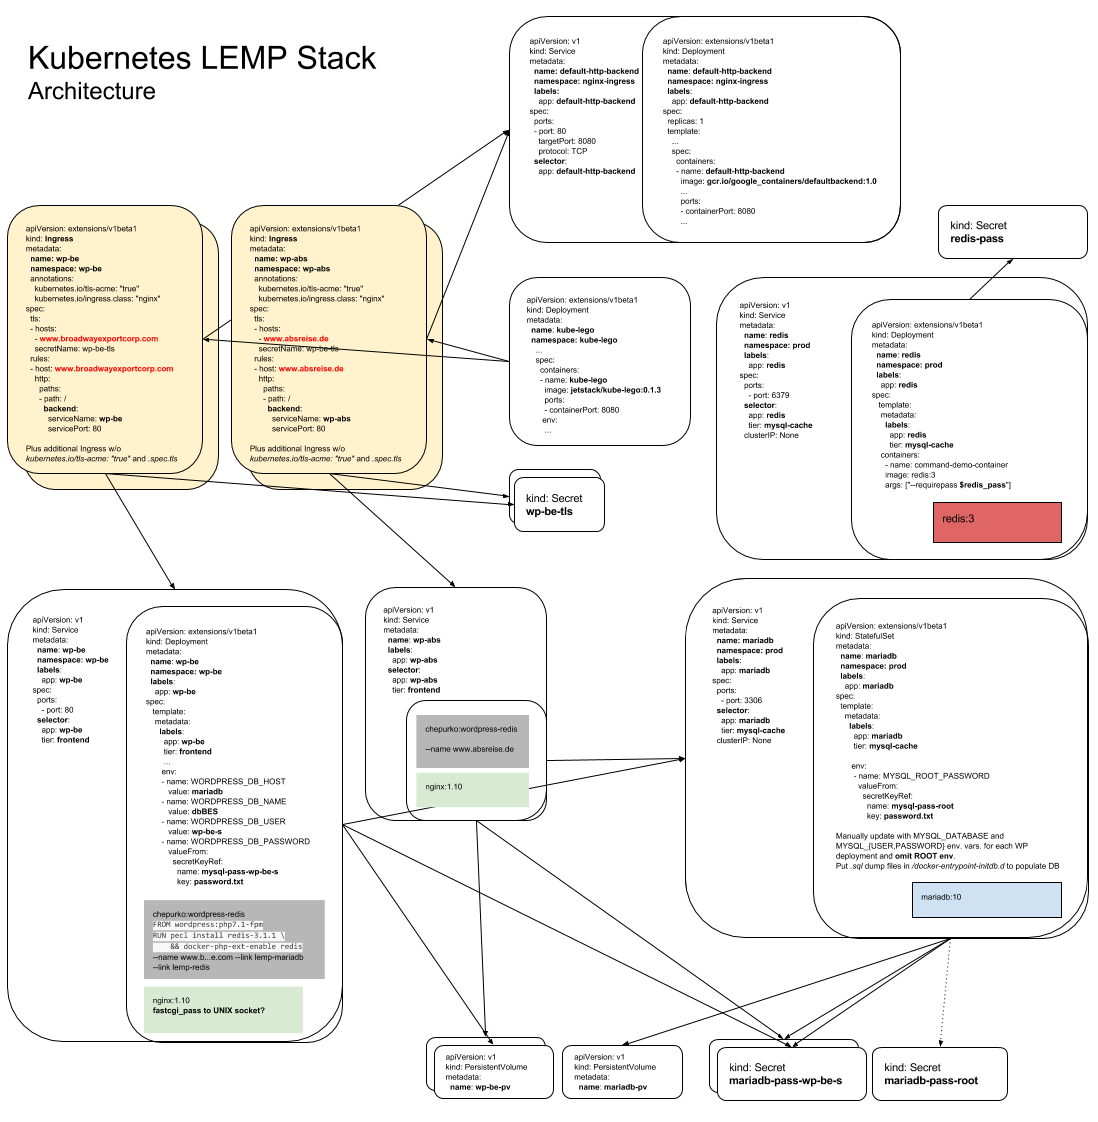 Kubernetes LEMP Stack
Architecture
apiVersion: v1
kind: Service
metadata:
name: default-http-backend
namespace: nginx-ingress
labels:
app: default-http-backend
spec:
ports:
- port: 80
targetPort: 8080
protocol: TCP
selector:
app: default-http-backend
apiVersion: extensions/v1beta1
kind: Deployment
metadata:
name: default-http-backend
namespace: nginx-ingress
labels:
app: default-http-backend
spec:
replicas: 1
template:
...
spec:
containers:
- name: default-http-backend
image: gcr.io/google_containers/defaultbackend:1.0
...
ports:
- containerPort: 8080
...
apiVersion: extensions/v1beta1
kind: Ingress
metadata:
name: wp-be
namespace: wp-be
annotations:
kubernetes.io/tls-acme: "true"
kubernetes.io/ingress.class: "nginx"
spec:
tls:
- hosts:
- www.broadwayexportcorp.com
secretName: wp-be-tls
rules:
- host: www.broadwayexportcorp.com
http:
paths:
- path: /
backend:
serviceName: wp-be
servicePort: 80
Plus additional Ingress w/o
kubernetes.io/tls-acme: "true" and .spec.tls
apiVersion: extensions/v1beta1
kind: Ingress
metadata:
name: wp-abs
namespace: wp-abs
annotations:
kubernetes.io/tls-acme: "true"
kubernetes.io/ingress.class: "nginx"
spec:
tls:
- hosts:
- www.absreise.de
secretName: wp-be-tls
rules:
- host: www.absreise.de
http:
paths:
- path: /
backend:
serviceName: wp-abs
servicePort: 80
Plus additional Ingress w/o
kubernetes.io/tls-acme: "true" and .spec.tls
apiVersion: extensions/v1beta1
kind: Deployment
metadata:
name: kube-lego
namespace: kube-lego
...
spec:
containers:
- name: kube-lego
image: jetstack/kube-lego:0.1.3
ports:
- containerPort: 8080
env:
...
kind: Secret
redis-pass
apiVersion: v1
kind: Service
metadata:
name: redis
namespace: prod
labels:
app: redis
spec:
ports:
- port: 6379
selector:
app: redis
tier: mysql-cache
clusterIP: None
apiVersion: extensions/v1beta1
kind: Deployment
metadata:
name: redis
namespace: prod
labels:
app: redis
spec:
template:
metadata:
labels:
app: redis
tier: mysql-cache
containers:
- name: command-demo-container
image: redis:3
args: ["--requirepass $redis_pass"]
redis:3
kind: Secret
wp-be-tls
apiVersion: v1
kind: Service
metadata:
name: wp-be
namespace: wp-be
labels:
app: wp-be
spec:
ports:
- port: 80
selector:
app: wp-be
tier: frontend
apiVersion: extensions/v1beta1
kind: Deployment
metadata:
name: wp-be
namespace: wp-be
labels:
app: wp-be
spec:
template:
metadata:
labels:
app: wp-be
tier: frontend
...
env:
- name: WORDPRESS_DB_HOST
value: mariadb
- name: WORDPRESS_DB_NAME
value: dbBES
- name: WORDPRESS_DB_USER
value: wp-be-s
- name: WORDPRESS_DB_PASSWORD
valueFrom:
secretKeyRef:
name: mysql-pass-wp-be-s
key: password.txt
chepurko:wordpress-redis
FROM wordpress:php7.1-fpm
RUN pecl install redis-3.1.1 \
&& docker-php-ext-enable redis
--name www.b...e.com --link lemp-mariadb
--link lemp-redis
nginx:1.10
fastcgi_pass to UNIX socket?
apiVersion: v1
kind: Service
metadata:
name: wp-abs
labels:
app: wp-abs
selector:
app: wp-abs
tier: frontend
chepurko:wordpress-redis
--name www.absreise.de
nginx:1.10
apiVersion: v1
kind: Service
metadata:
name: mariadb
namespace: prod
labels:
app: mariadb
spec:
ports:
- port: 3306
selector:
app: mariadb
tier: mysql-cache
clusterIP: None
apiVersion: extensions/v1beta1
kind: StatefulSet
metadata:
name: mariadb
namespace: prod
labels:
app: mariadb
spec:
template:
metadata:
labels:
app: mariadb
tier: mysql-cache
env:
- name: MYSQL_ROOT_PASSWORD
valueFrom:
secretKeyRef:
name: mysql-pass-root
key: password.txt
Manually update with MYSQL_DATABASE and
MYSQL_{USER,PASSWORD} env. vars. for each WP
deployment and omit ROOT env.
Put .sql dump files in /docker-entrypoint-initdb.d to populate DB
mariadb:10
apiVersion: v1
kind: PersistentVolume
metadata:
name: wp-be-pv
apiVersion: v1
kind: PersistentVolume
metadata:
name: mariadb-pv
kind: Secret
mariadb-pass-wp-be-s
kind: Secret
mariadb-pass-root